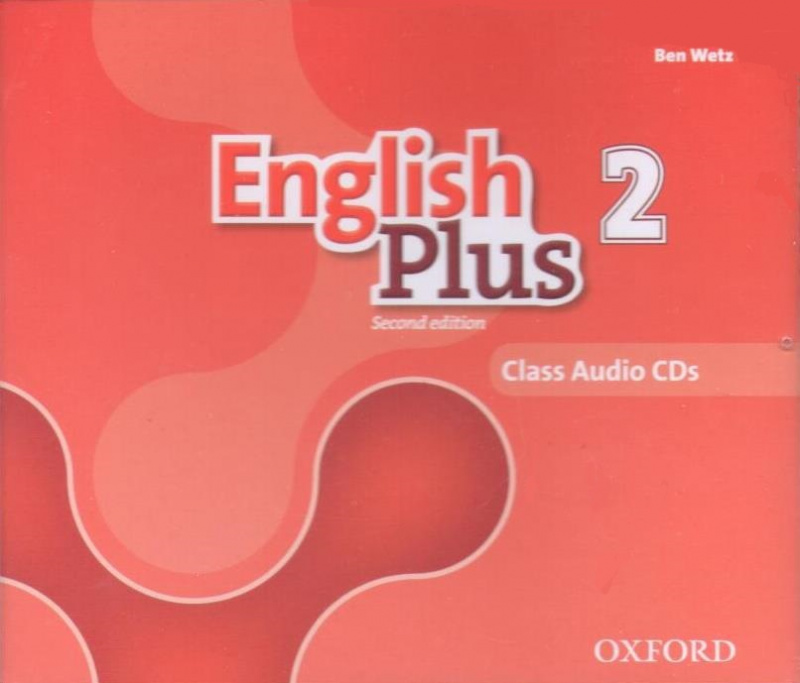 Ben Wetz
English 2
Plus
Second edition
Class Audio CDs
OXFORD